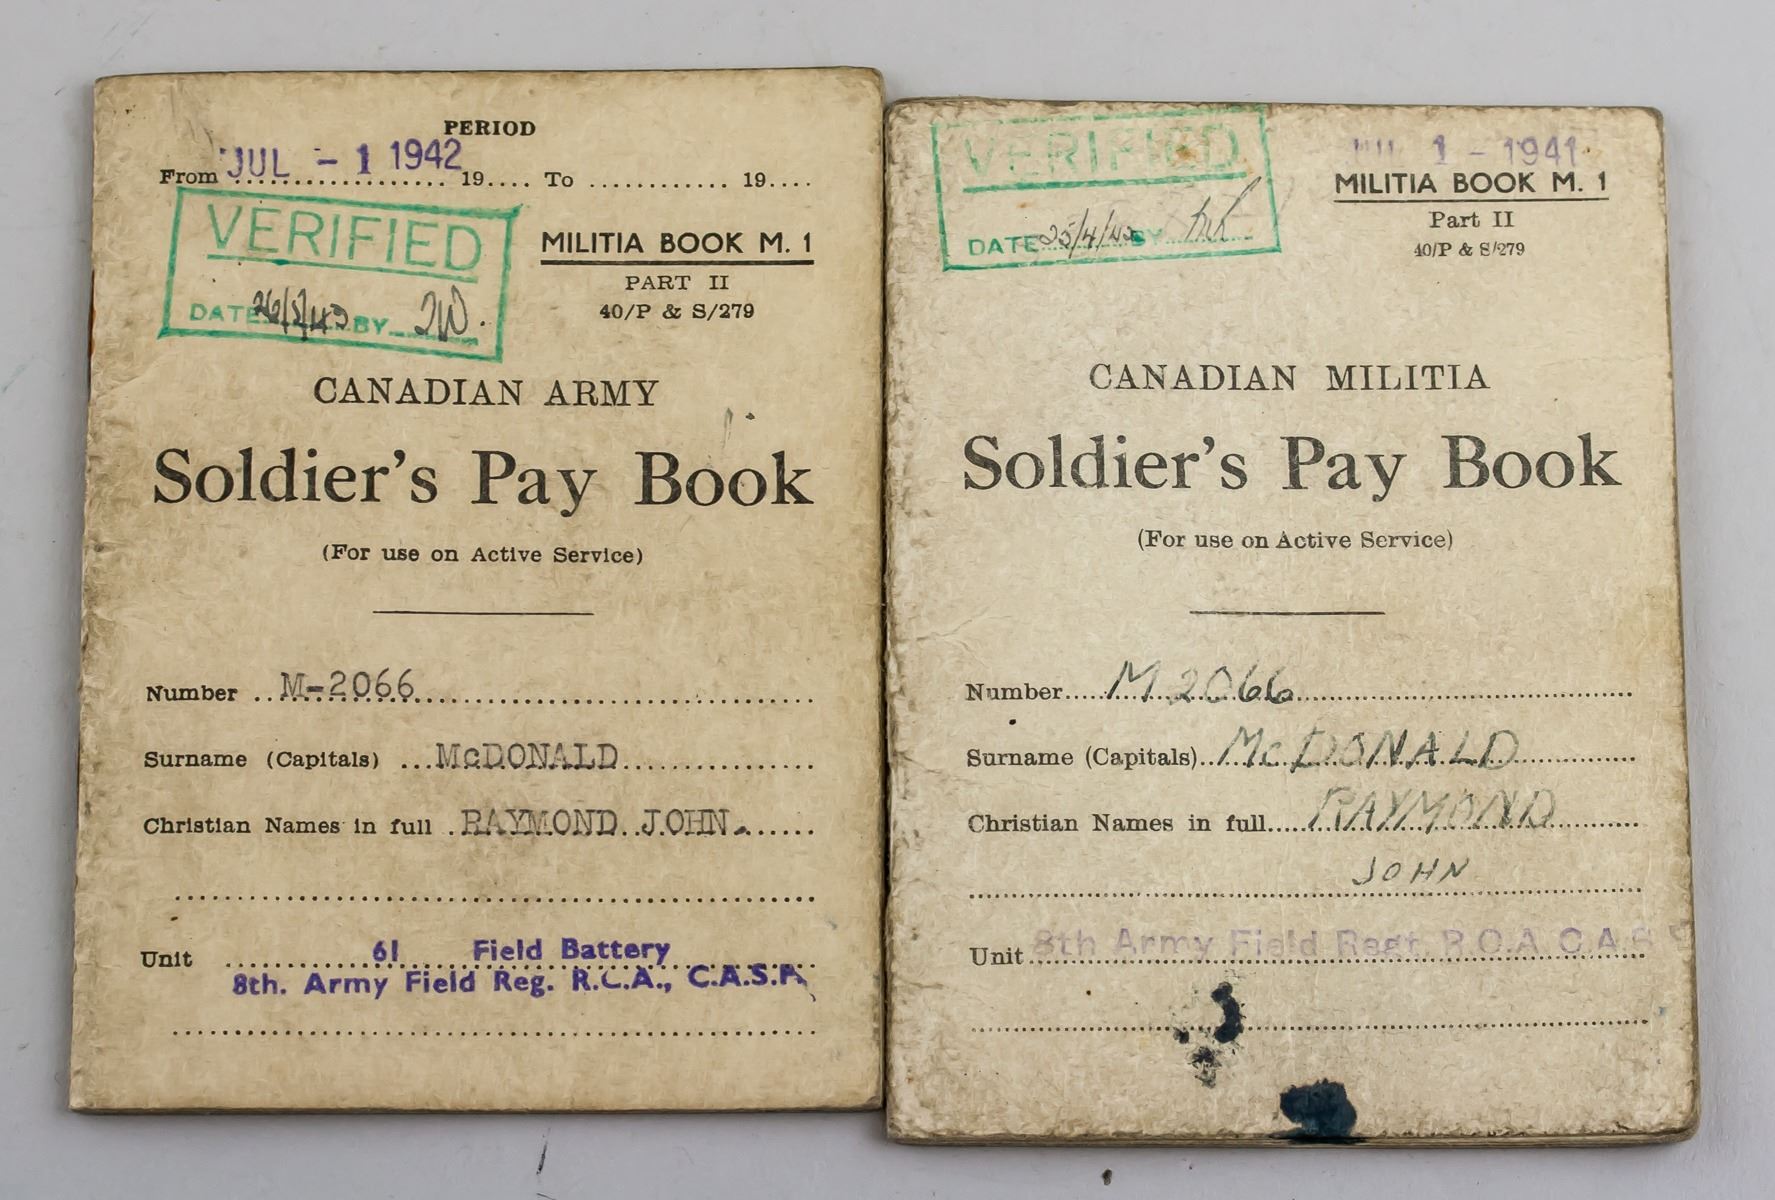 PERIOD
From JUL - 1 1942 19.... To ............ 19....
VERIFIED
DATE 26/5/43 BY JW.
MILITIA BOOK M. 1
PART II
40/P & S/279
CANADIAN ARMY
Soldier's Pay Book
(For use on Active Service)
Number M-2066
Surname (Capitals) McDONALD
Christian Names in full RAYMOND JOHN.
Unit 61 Field Battery
8th. Army Field Reg. R.C.A., C.A.S.F.
VERIFIED
DATE 25/4/42 BY
JUL 1 - 1941
MILITIA BOOK M. 1
Part II
40/P & S/279
CANADIAN MILITIA
Soldier's Pay Book
(For use on Active Service)
Number M 2066
Surname (Capitals) McDONALD
Christian Names in full RAYMOND
JOHN
Unit 8th Army Field Regt. R.C.A. C.A.S.F.